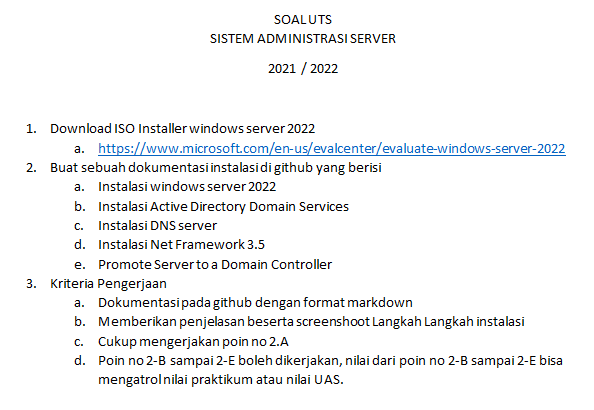 SOAL UTS
SISTEM ADMINISTRASI SERVER
2021 / 2022
1. Download ISO Installer windows server 2022
a. https://www.microsoft.com/en-us/evalcenter/evaluate-windows-server-2022
2. Buat sebuah dokumentasi instalasi di github yang berisi
a. Instalasi windows server 2022
b. Instalasi Active Directory Domain Services
c. Instalasi DNS server
d. Instalasi Net Framework 3.5
e. Promote Server to a Domain Controller
3. Kriteria Pengerjaan
a. Dokumentasi pada github dengan format markdown
b. Memberikan penjelasan beserta screenshoot Langkah Langkah instalasi
c. Cukup mengerjakan poin no 2.A
d. Poin no 2-B sampai 2-E boleh dikerjakan, nilai dari poin no 2-B sampai 2-E bisa
mengatrol nilai praktikum atau nilai UAS.